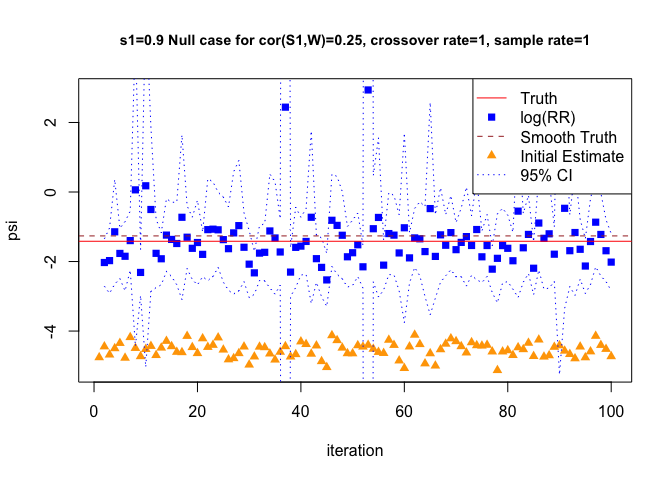 s1=0.9 Null case for cor(S1,W)=0.25, crossover rate=1, sample rate=1
Truth
log(RR)
Smooth Truth
Initial Estimate
95% CI
psi
2
0
-2
-4
0
20
40
60
80
100
iteration